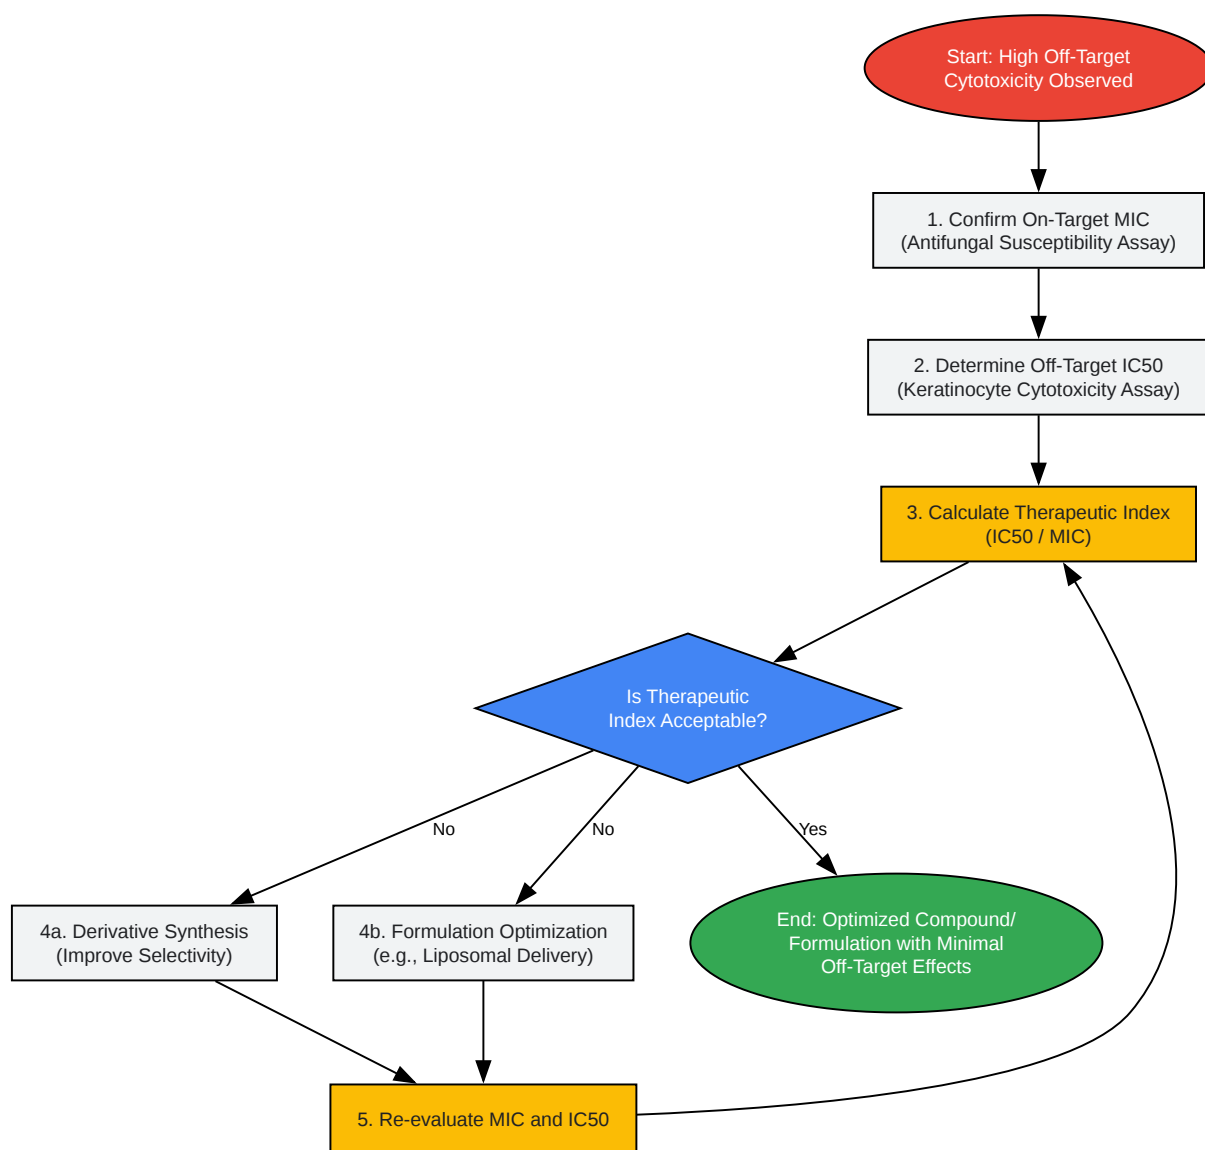 Start: High Off-Target
Cytotoxicity Observed
1. Confirm On-Target MIC
(Antifungal Susceptibility Assay)
2. Determine Off-Target IC50
(Keratinocyte Cytotoxicity Assay)
3. Calculate Therapeutic Index
(IC50 / MIC)
Is Therapeutic
Index Acceptable?
No
No
Yes
4a. Derivative Synthesis
(Improve Selectivity)
4b. Formulation Optimization
(e.g., Liposomal Delivery)
End: Optimized Compound/
Formulation with Minimal
Off-Target Effects
5. Re-evaluate MIC and IC50